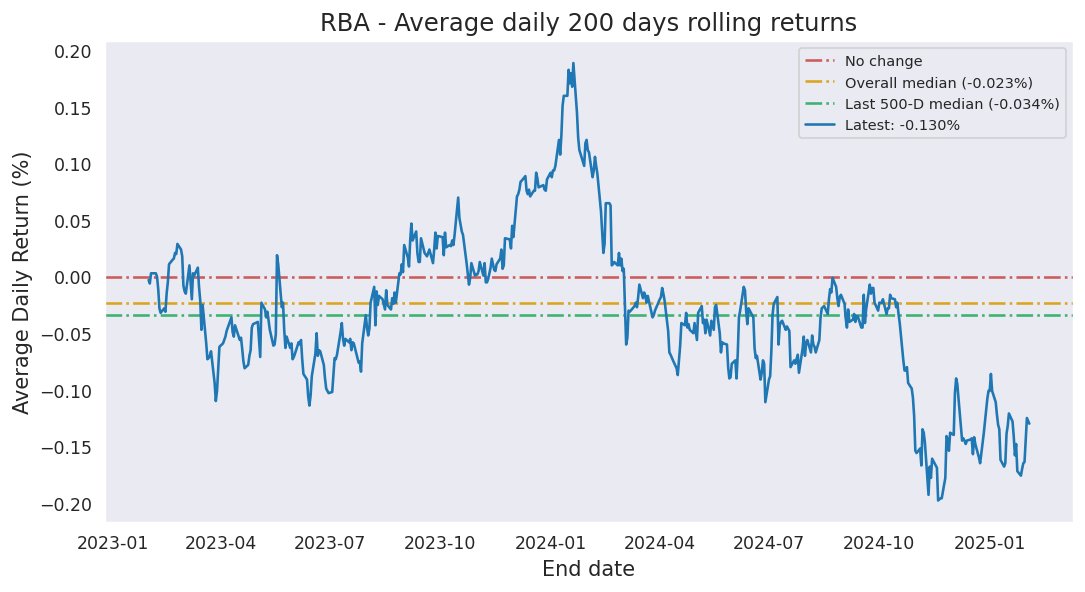 RBA - Average daily 200 days rolling returns
Average Daily Return (%)
0.20
0.15
0.10
0.05
0.00
−0.05
−0.10
−0.15
−0.20
No change
Overall median (-0.023%)
Last 500-D median (-0.034%)
Latest: -0.130%
2023-01 2023-04 2023-07 2023-10 2024-01 2024-04 2024-07 2024-10 2025-01
End date